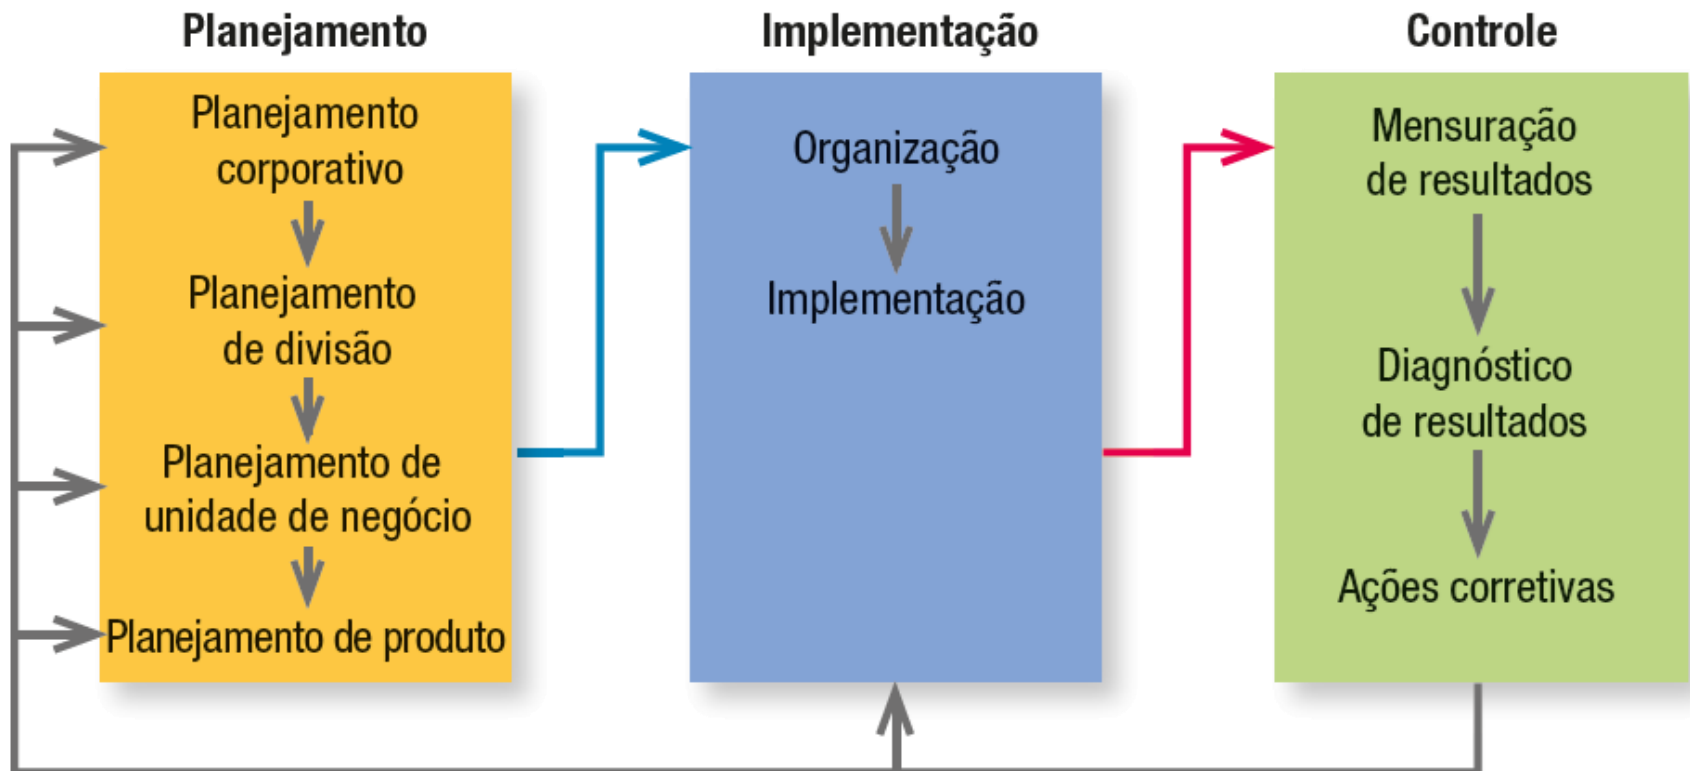 Planejamento
Planejamento
corporativo
Planejamento
de divisão
Planejamento de
unidade de negócio
Planejamento de produto
Implementação
Organização
Implementação
Controle
Mensuração
de resultados
Diagnóstico
de resultados
Ações corretivas